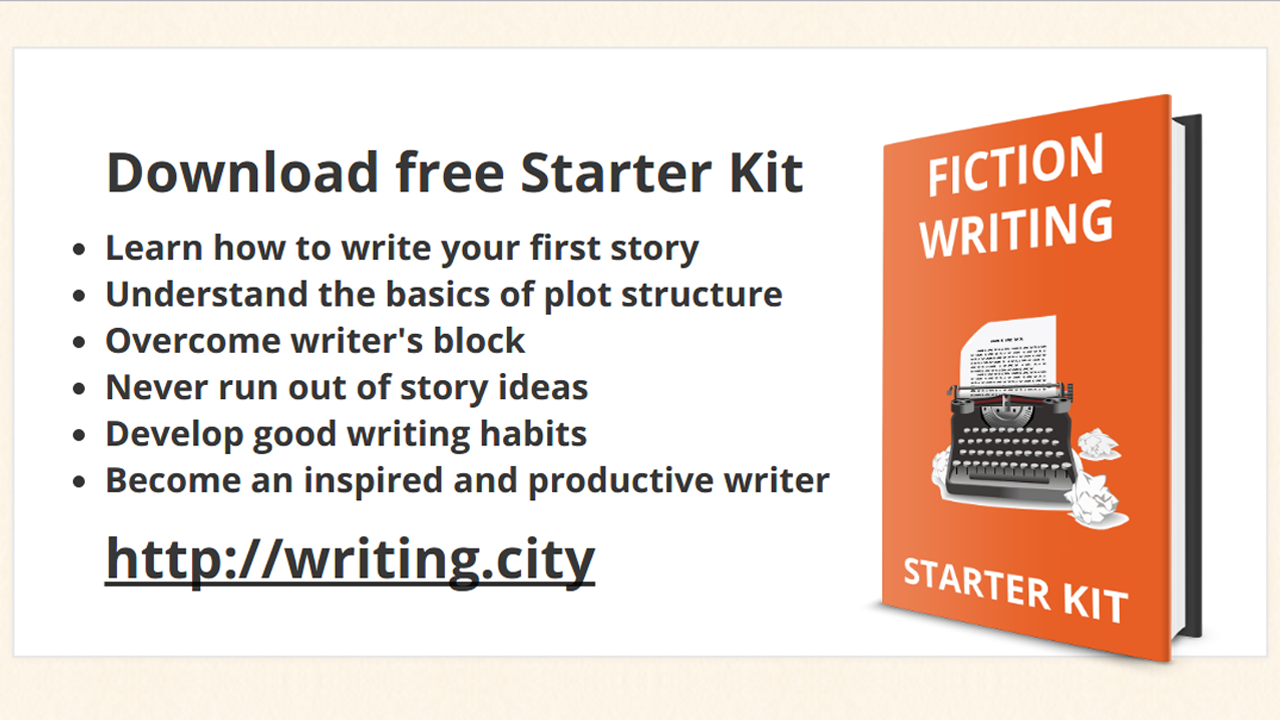 Download free Starter Kit
• Learn how to write your first story
• Understand the basics of plot structure
• Overcome writer's block
• Never run out of story ideas
• Develop good writing habits
• Become an inspired and productive writer
http://writing.city
FICTION
WRITING
STARTER KIT